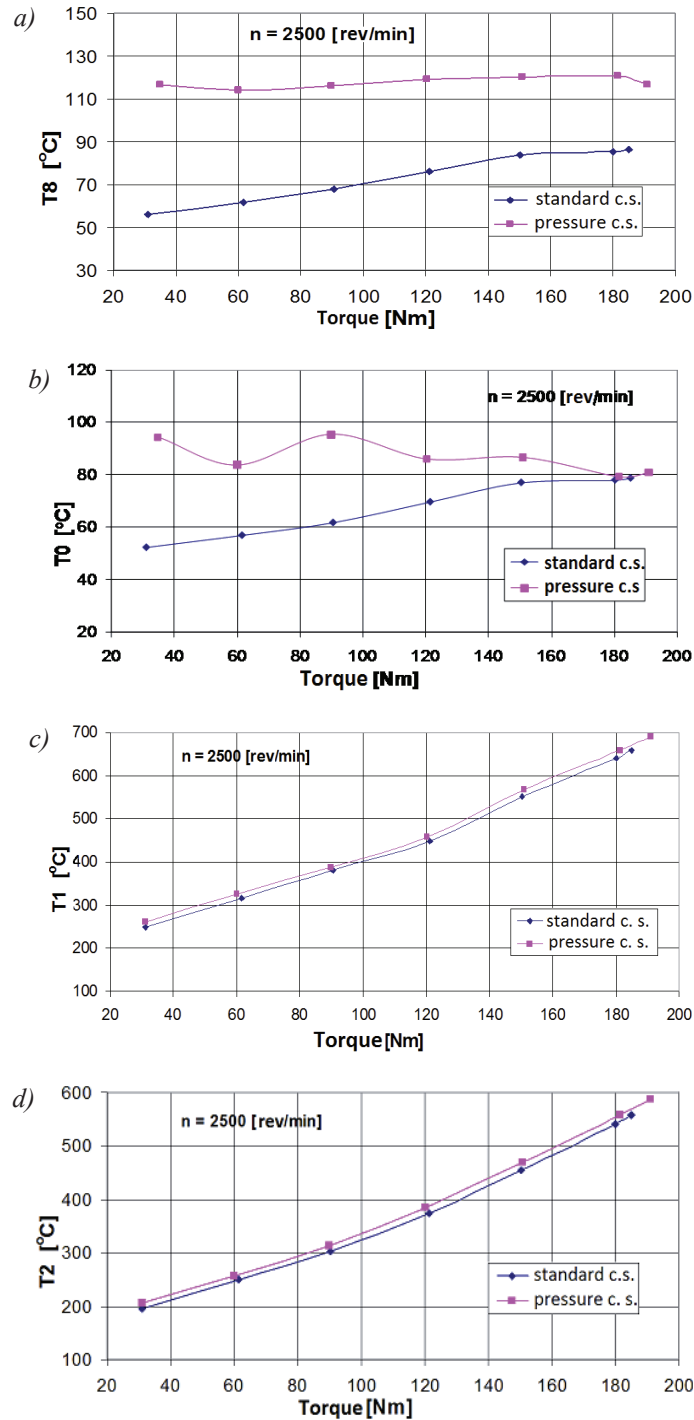 a)
n = 2500 [rev/min]
T8 [°C]
150
130
110
90
70
50
30
standard c.s.
pressure c.s.
20 40 60 80 100 120 140 160 180 200
Torque [Nm]
b)
n = 2500 [rev/min]
T0 [°C]
120
100
80
60
40
20
standard c.s.
pressure c.s
20 40 60 80 100 120 140 160 180 200
Torque [Nm]
c)
n = 2500 [rev/min]
T1 [°C]
700
600
500
400
300
200
100
standard c. s.
pressure c. s.
20 40 60 80 100 120 140 160 180 200
Torque [Nm]
d)
n = 2500 [rev/min]
T2 [°C]
600
500
400
300
200
100
standard c.s.
pressure c. s.
20 40 60 80 100 120 140 160 180 200
Torque [Nm]